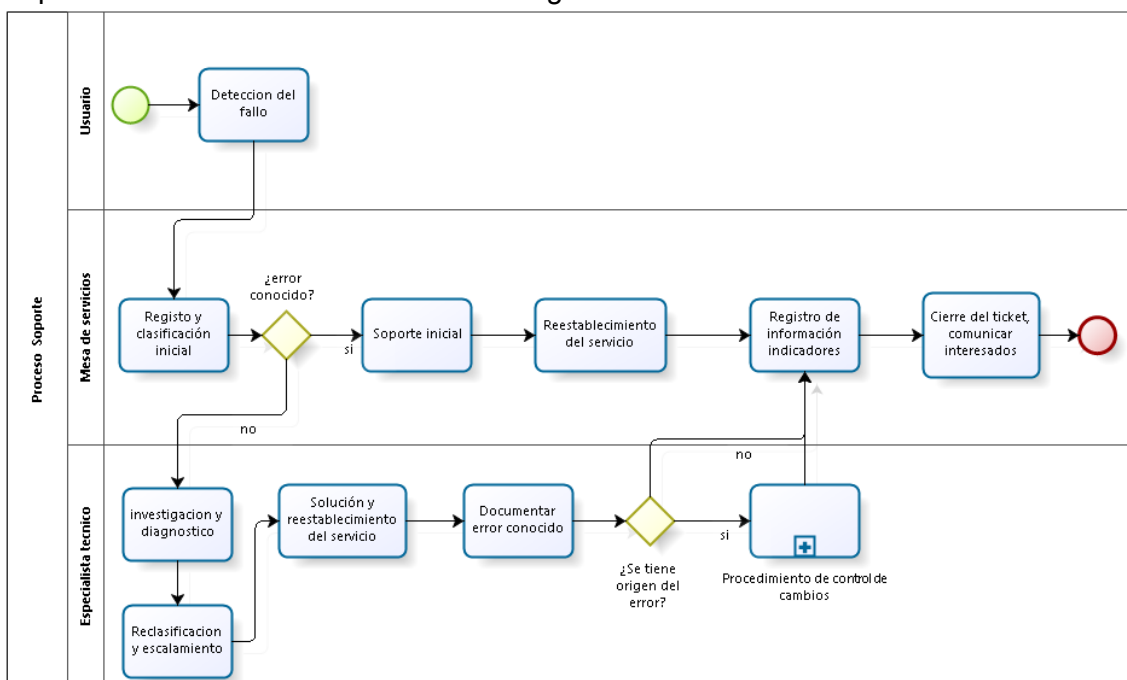 Proceso Soporte
Usuario
Deteccion del
fallo
Mesa de servicios
Registo y
clasificación
inicial
¿error
conocido?
si
no
Soporte inicial
Reestablecimiento
del servicio
Registro de
información
indicadores
Cierre del ticket,
comunicar
interesados
Especialista tecnico
investigacion y
diagnostico
Reclasificacion
y escalamiento
Solución y
reestablecimiento
del servicio
Documentar
error conocido
¿Se tiene
origen del
error?
no
si
Procedimiento de control de
cambios